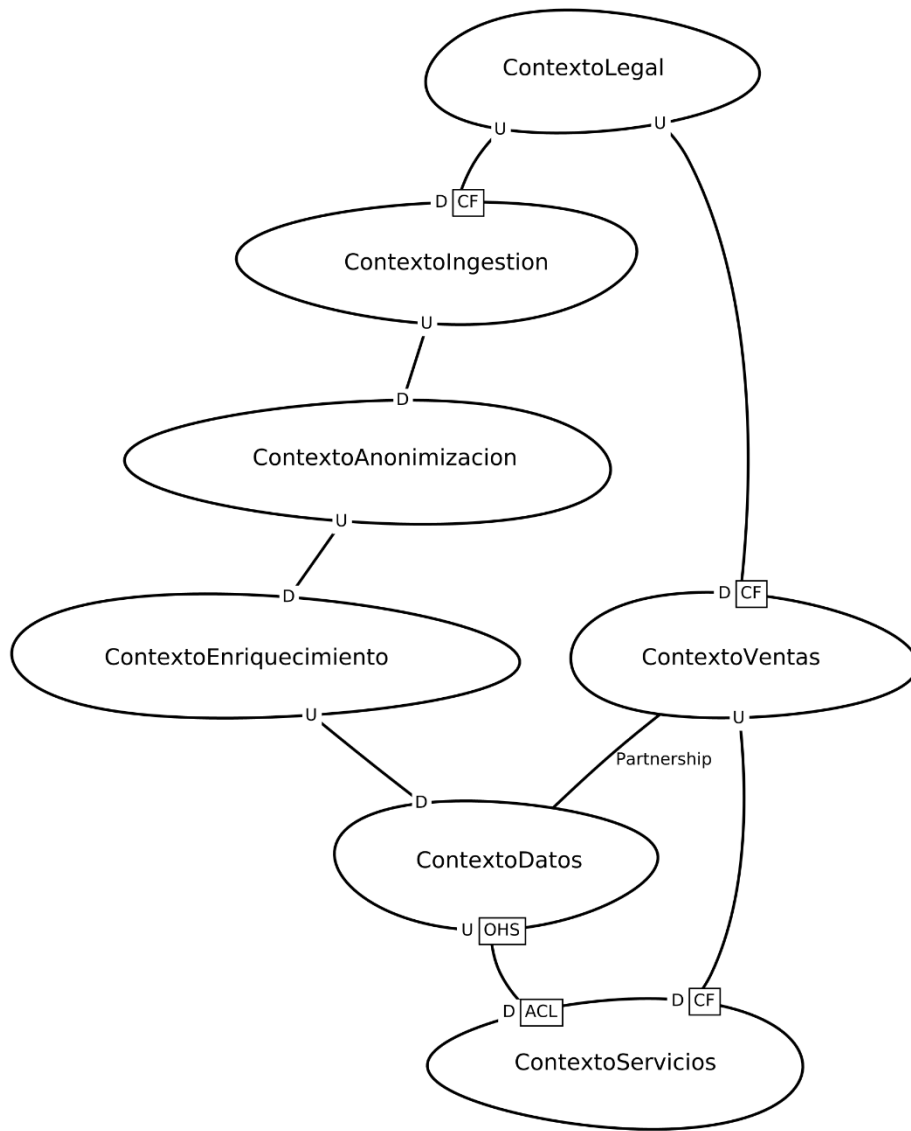 ContextoLegal
U
U
D CF
ContextoIngestion
U
D
ContextoAnonimizacion
U
D
D CF
ContextoEnriquecimiento
ContextoVentas
U
U
Partnership
D
ContextoDatos
U OHS
D ACL
D CF
ContextoServicios